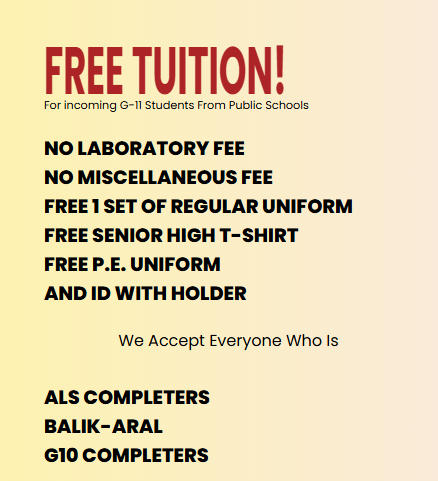 FREE TUITION!
For incoming G-11 Students From Public Schools
NO LABORATORY FEE
NO MISCELLANEOUS FEE
FREE 1 SET OF REGULAR UNIFORM
FREE SENIOR HIGH T-SHIRT
FREE P.E. UNIFORM
AND ID WITH HOLDER
We Accept Everyone Who Is
ALS COMPLETERS
BALIK-ARAL
G10 COMPLETERS